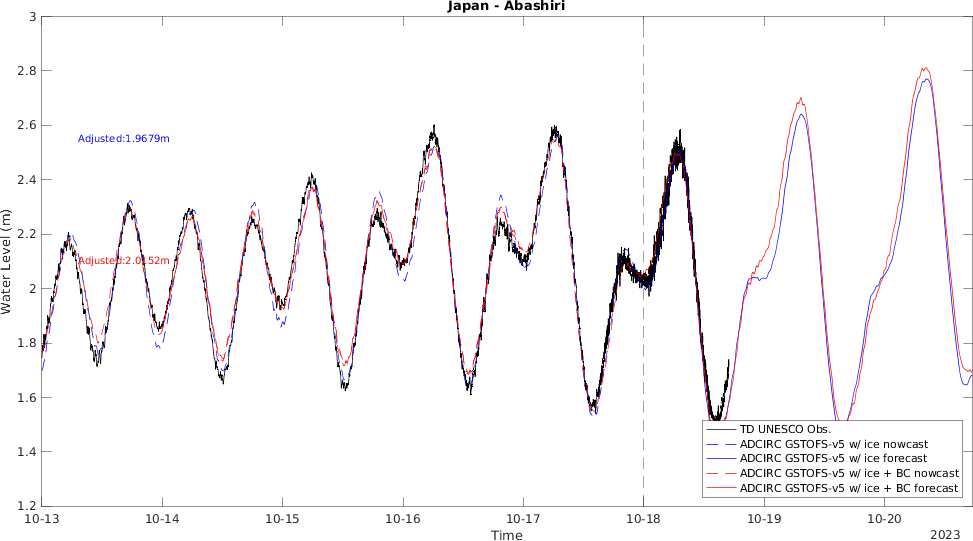 Japan - Abashiri
3
2.8
2.6
2.4
2.2
2
1.8
1.6
1.4
1.2
Water Level (m)
Adjusted:1.9679m
Adjusted:2.0152m
TD UNESCO Obs.
ADCIRC GSTOFS-v5 w/ ice nowcast
ADCIRC GSTOFS-v5 w/ ice forecast
ADCIRC GSTOFS-v5 w/ ice + BC nowcast
ADCIRC GSTOFS-v5 w/ ice + BC forecast
10-13 10-14 10-15 10-16 10-17 10-18 10-19 10-20
Time
2023